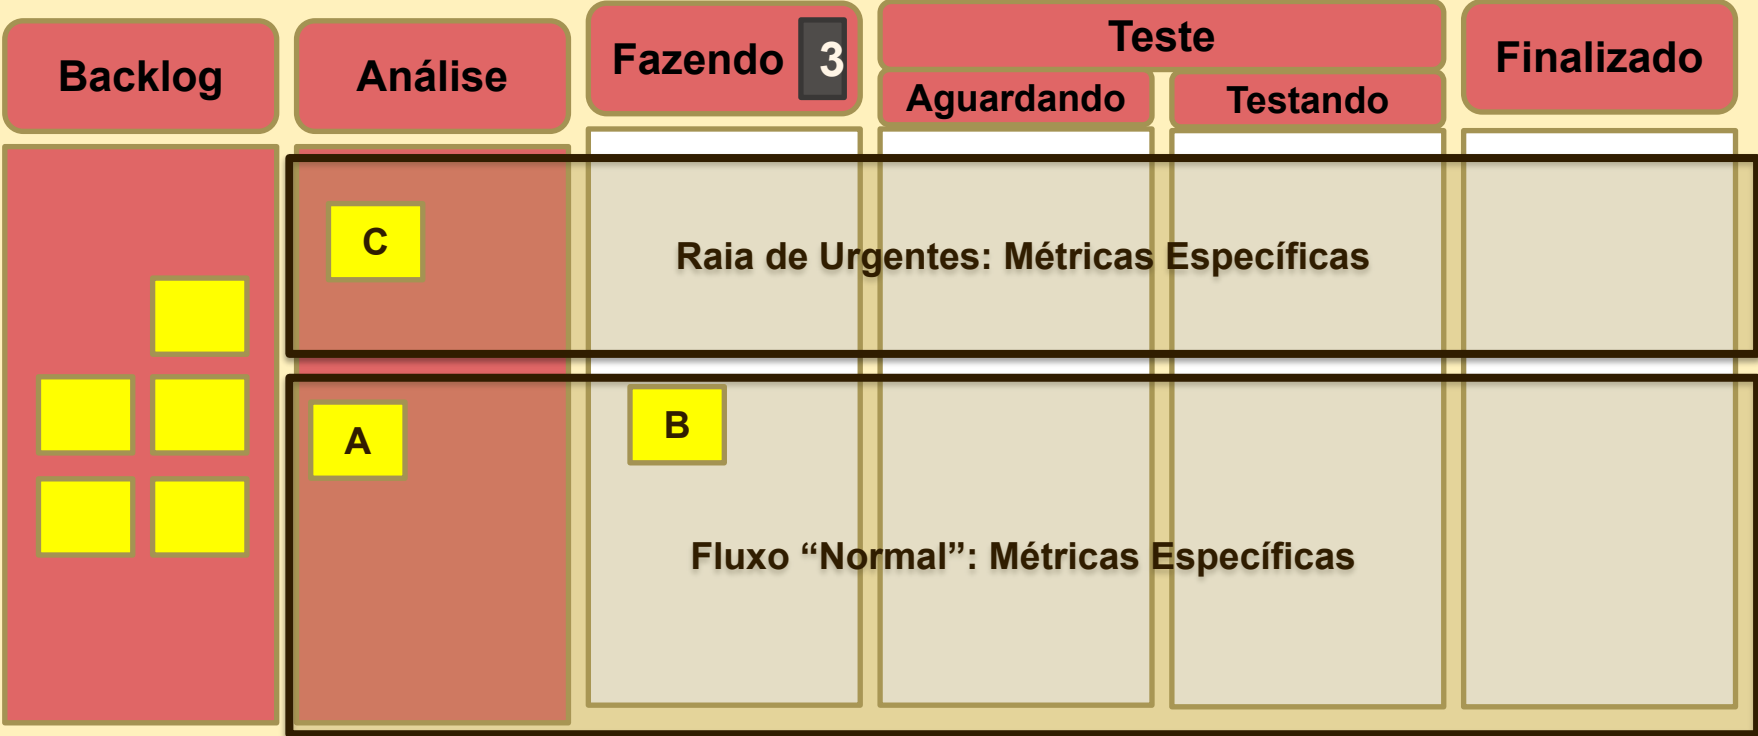 Backlog
Análise
Fazendo 3
Teste
Aguardando
Testando
Finalizado
C
Raia de Urgentes: Métricas Específicas
A
B
Fluxo “Normal”: Métricas Específicas